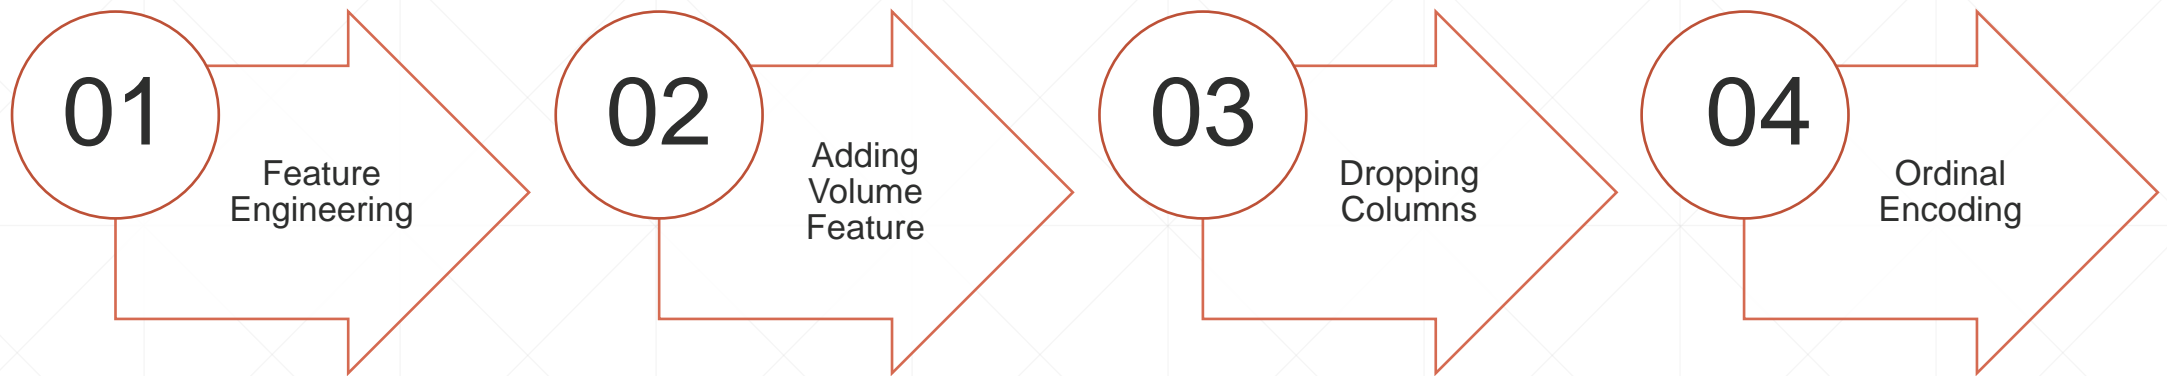 01
Feature
Engineering
02
Adding
Volume
Feature
03
Dropping
Columns
04
Ordinal
Encoding